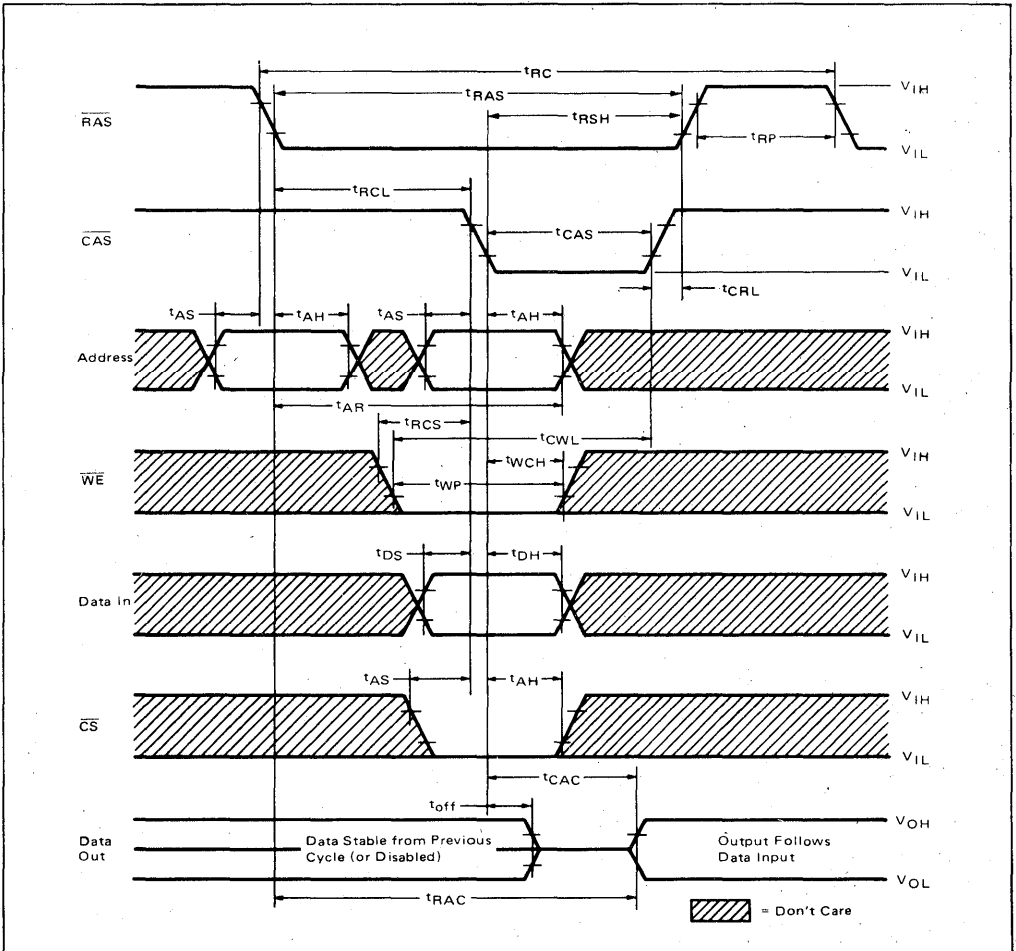 tRC
tRAS
VIH
RAS
tRSH
tRP
VIL
tRCL
VIH
CAS
tCAS
VIL
tCRL
tAS
tAH
tAS
tAH
VIH
Address
VIL
tAR
tRCS
tCWL
VIH
WE
tWCH
tWP
VIL
tDS
tDH
VIH
Data In
VIL
tAS
tAH
VIH
CS
VIL
tCAC
toff
VOH
Data Out
Data Stable from Previous
Cycle (or Disabled)
Output Follows
Data Input
VOL
tRAC
= Don't Care